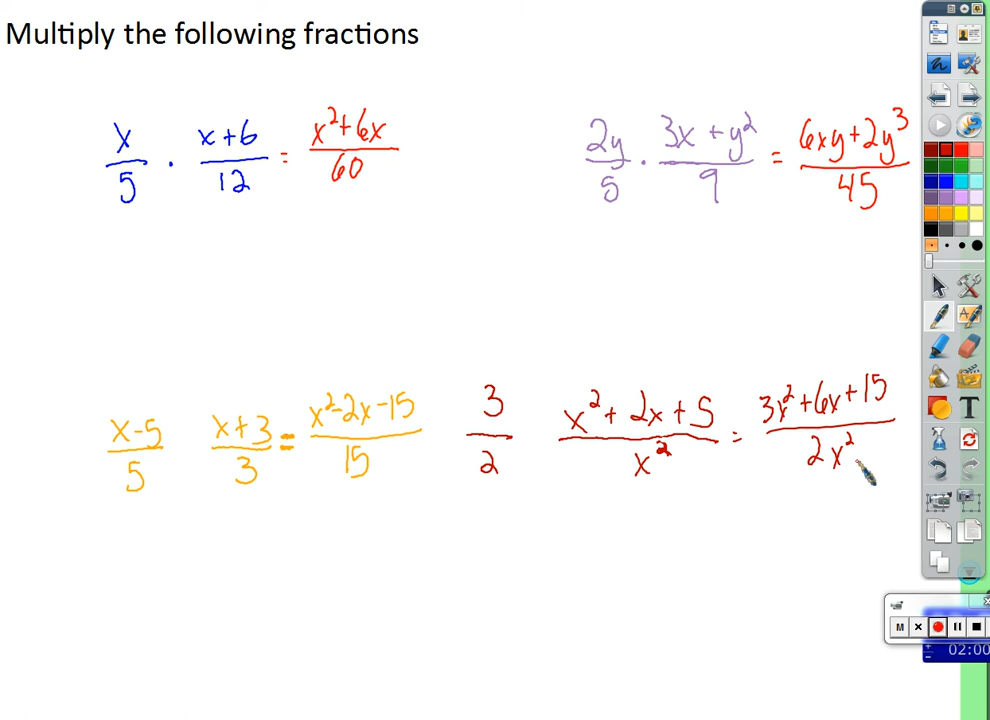 Multiply the following fractions
x/5 · x+6/12 = x²+6x/60
2y/5 · 3x+y²/9 = 6xy+2y³/45
x-5/5 x+3/3 = x²-2x-15/15
3/2 x²+2x+5/x² = 3x²+6x+15/2x²
A
T
M
02:00